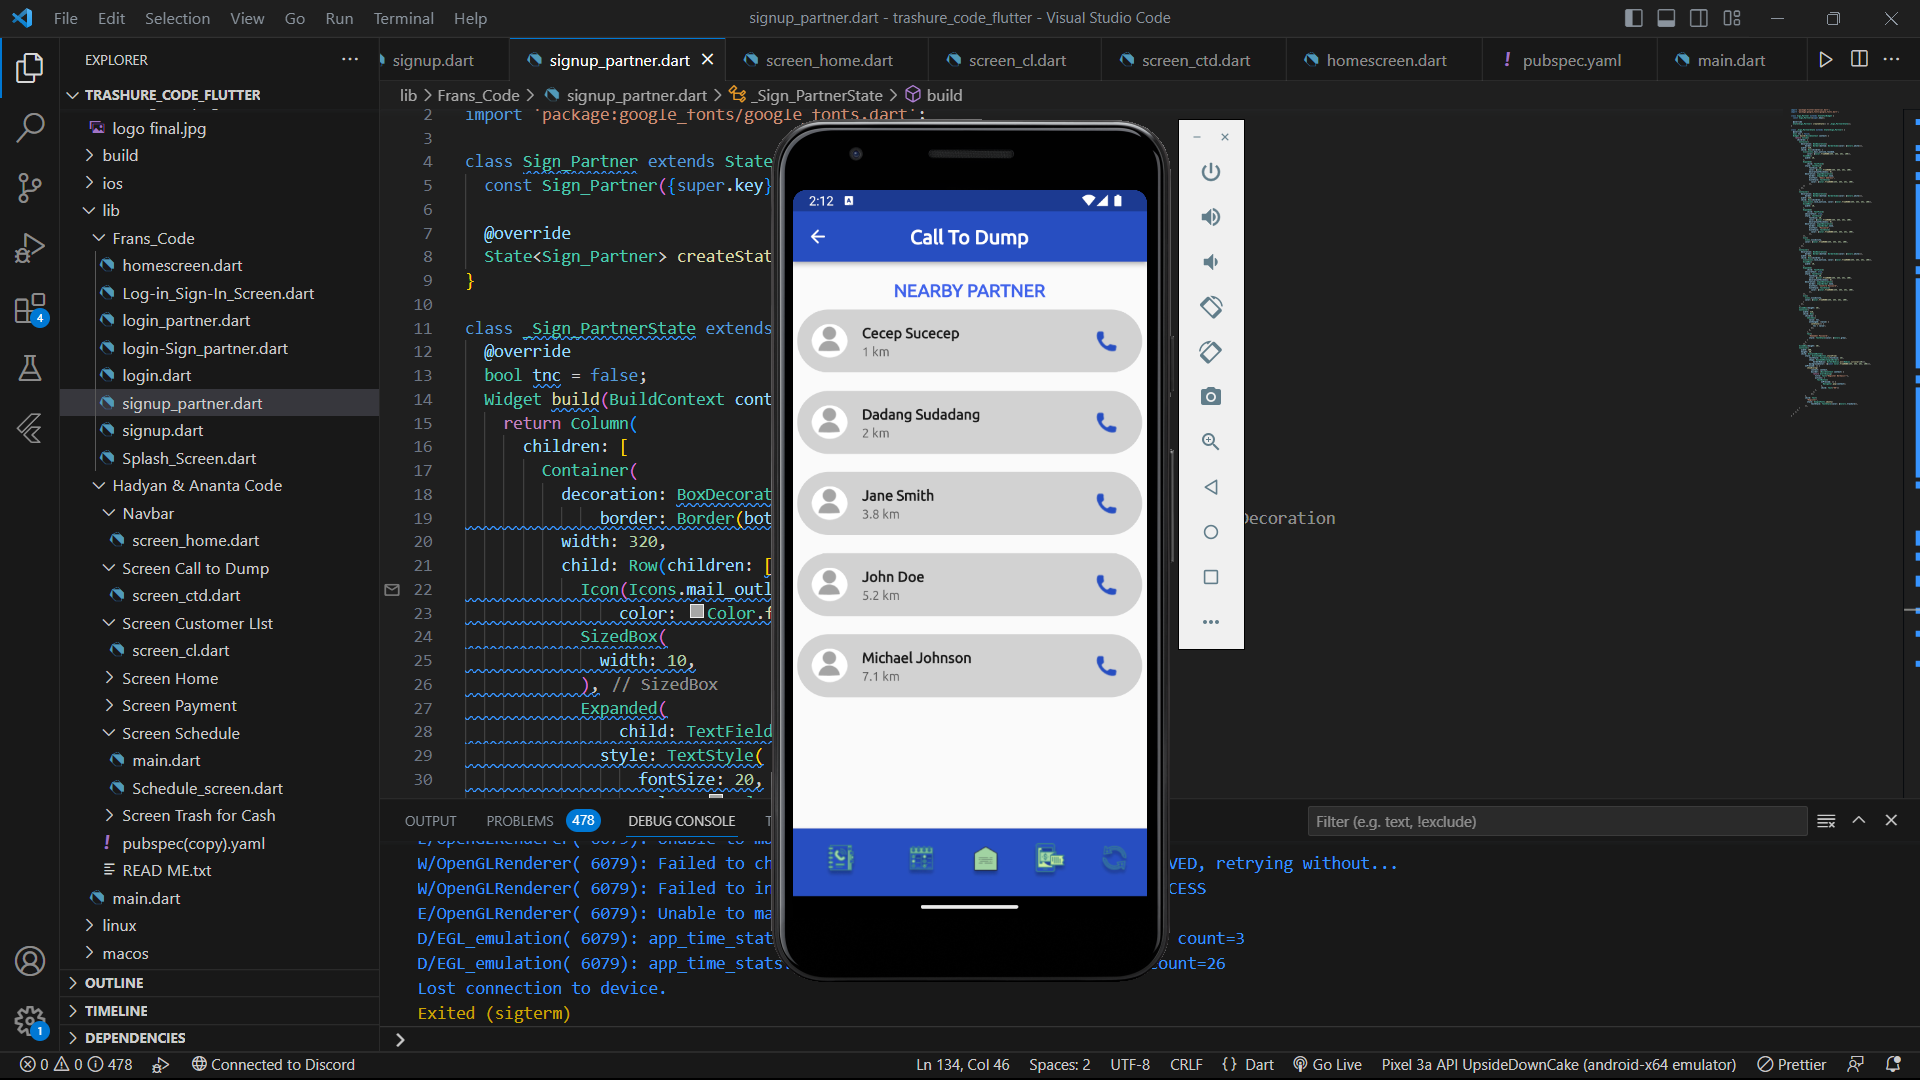 File Edit Selection View Go Run Terminal Help
signup_partner.dart - trashure_code_flutter - Visual Studio Code
EXPLORER
signup.dart
signup_partner.dart
screen_home.dart
screen_cl.dart
screen_ctd.dart
homescreen.dart
! pubspec.yaml
main.dart
TRASHURE_CODE_FLUTTER
lib > Frans_Code > signup_partner.dart > _Sign_PartnerState > build
logo final.jpg
build
ios
lib
Frans_Code
homescreen.dart
Log-in_Sign-In_Screen.dart
login_partner.dart
login-Sign_partner.dart
login.dart
signup_partner.dart
signup.dart
Splash_Screen.dart
Hadyan & Ananta Code
Navbar
screen_home.dart
Screen Call to Dump
screen_ctd.dart
Screen Customer LIst
screen_cl.dart
Screen Home
Screen Payment
Screen Schedule
main.dart
Schedule_screen.dart
Screen Trash for Cash
! pubspec(copy).yaml
READ ME.txt
main.dart
linux
macos
OUTLINE
TIMELINE
DEPENDENCIES
2 import 'package:google_fonts/google_fonts.dart';
3
4 class Sign_Partner extends State
5 const Sign_Partner({super.key}
6
7 @override
8 State<Sign_Partner> createStat
9 }
10
11 class _Sign_PartnerState extends
12 @override
13 bool tnc = false;
14 Widget build(BuildContext cont
15 return Column(
16 children: [
17 Container(
18 decoration: BoxDecorat
19 border: Border(bot
Decoration
20 width: 320,
21 child: Row(children: [
22 Icon(Icons.mail_outl
23 color: Color.f
24 SizedBox(
25 width: 10,
26 ), // SizedBox
27 Expanded(
28 child: TextField
29 style: TextStyle(
30 fontSize: 20,
2:12
Call To Dump
NEARBY PARTNER
Cecep Sucecep
1 km
Dadang Sudadang
2 km
Jane Smith
3.8 km
John Doe
5.2 km
Michael Johnson
7.1 km
OUTPUT PROBLEMS 478 DEBUG CONSOLE T
Filter (e.g. text, !exclude)
E/OpenGLRenderer( 6079): Unable to ma
W/OpenGLRenderer( 6079): Failed to ch
VED, retrying without...
W/OpenGLRenderer( 6079): Failed to in
CESS
E/OpenGLRenderer( 6079): Unable to ma
D/EGL_emulation( 6079): app_time_stat
count=3
D/EGL_emulation( 6079): app_time_stats:
ount=26
Lost connection to device.
Exited (sigterm)
4
1
0 0 478 Connected to Discord
Ln 134, Col 46 Spaces: 2 UTF-8 CRLF {} Dart Go Live Pixel 3a API UpsideDownCake (android-x64 emulator) Prettier